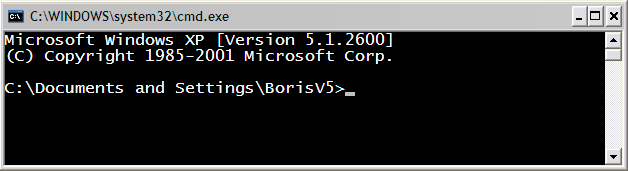 C:\WINDOWS\system32\cmd.exe
Microsoft Windows XP [Version 5.1.2600]
(C) Copyright 1985-2001 Microsoft Corp.
C:\Documents and Settings\BorisV5>_